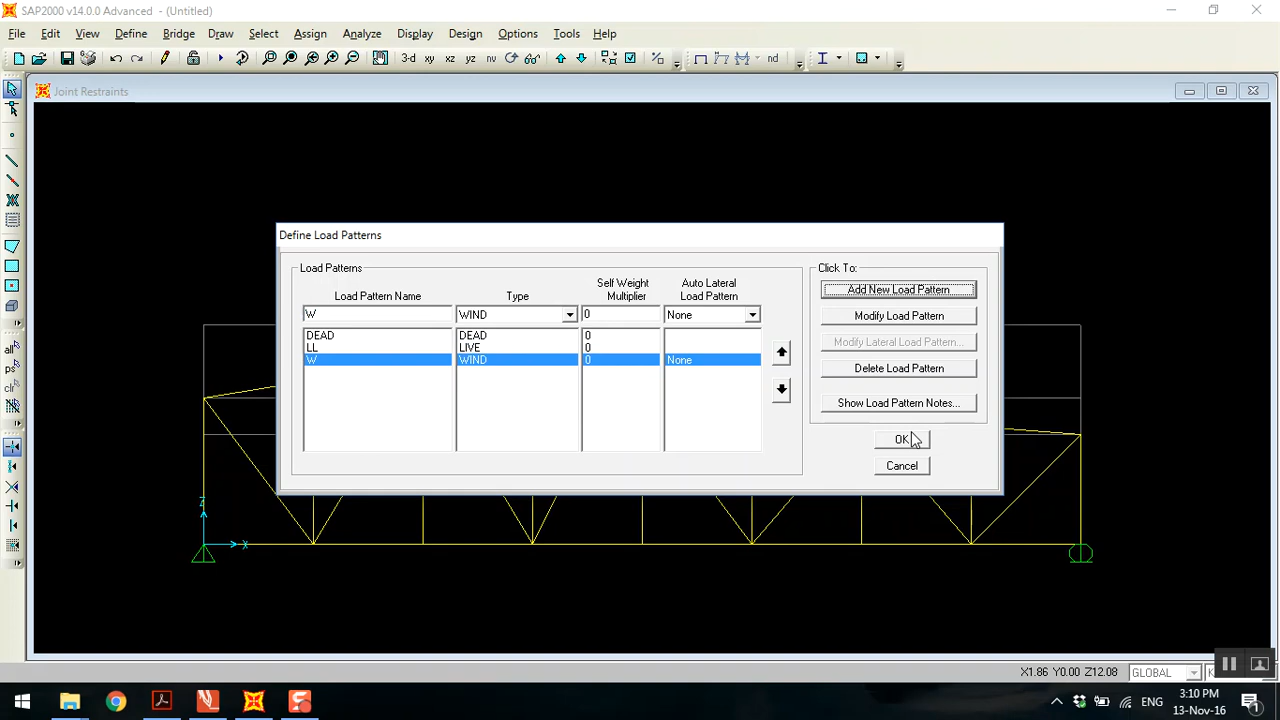 SAP2000 v14.0.0 Advanced - (Untitled)
File Edit View Define Bridge Draw Select Assign Analyze Display Design Options Tools Help
3-d xy xz yz nv nd
Joint Restraints
all
ps
clr
Define Load Patterns
Load Patterns
Click To:
Load Pattern Name Type Self Weight Multiplier Auto Lateral Load Pattern
W WIND 0 None
DEAD DEAD 0
LL LIVE 0
W WIND 0 None
Add New Load Pattern
Modify Load Pattern
Modify Lateral Load Pattern...
Delete Load Pattern
Show Load Pattern Notes...
OK
Cancel
Z
X
X1.86 Y0.00 Z12.08 GLOBAL
ENG 3:10 PM
13-Nov-16 1